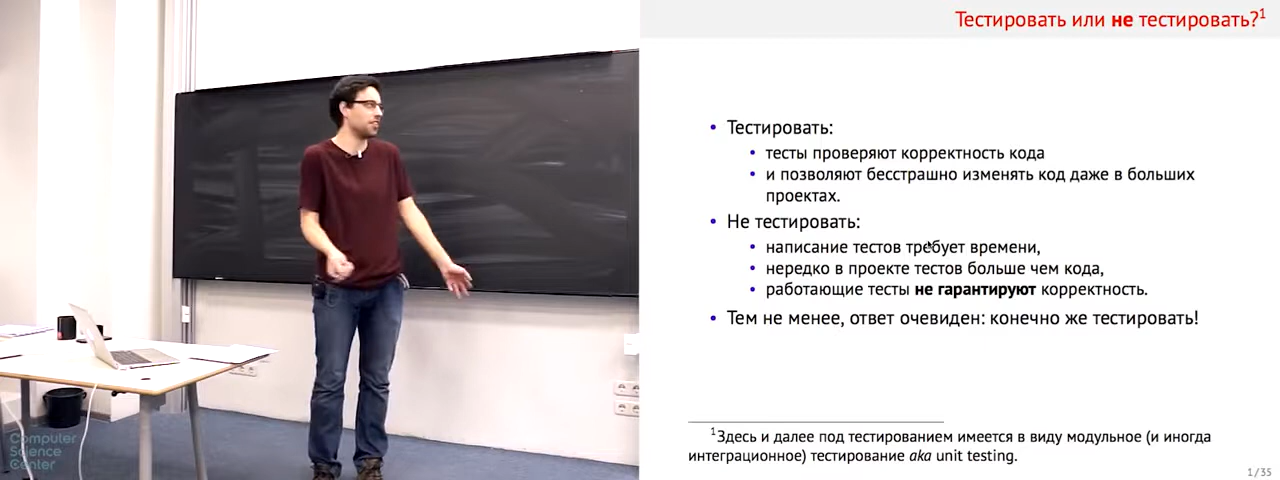 Тестировать или не тестировать?1
• Тестировать:
• тесты проверяют корректность кода
• и позволяют бесстрашно изменять код даже в больших
проектах.
• Не тестировать:
• написание тестов требует времени,
• нередко в проекте тестов больше чем кода,
• работающие тесты не гарантируют корректность.
• Тем не менее, ответ очевиден: конечно же тестировать!
1Здесь и далее под тестированием имеется в виду модульное (и иногда
интеграционное) тестирование aka unit testing.
1/35
Computer
Science
Center